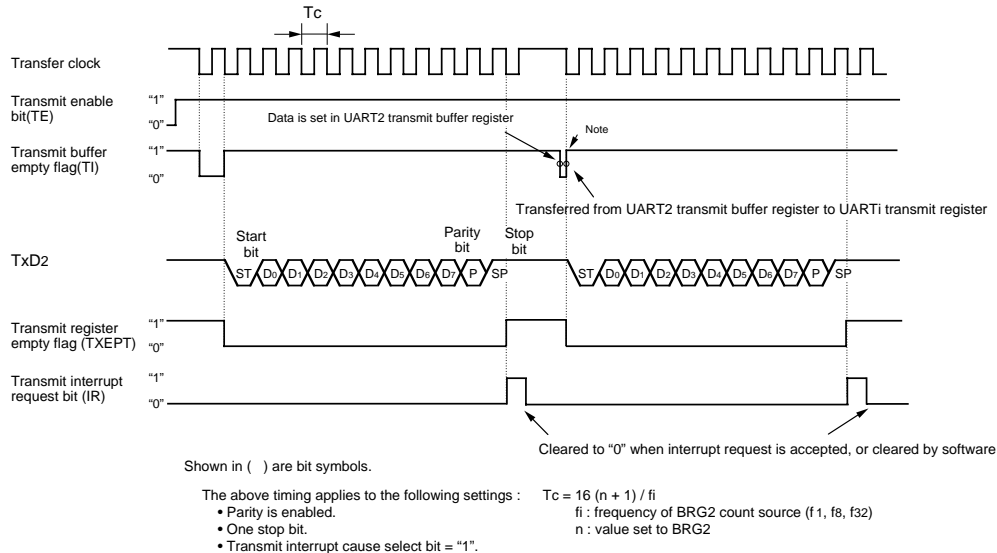 Tc
Transfer clock
Transmit enable
bit(TE)
“1”
“0”
Data is set in UART2 transmit buffer register
Note
Transmit buffer
empty flag(TI)
“1”
“0”
Transferred from UART2 transmit buffer register to UARTi transmit register
Start
bit
Parity
bit
Stop
bit
TxD2
ST D0 D1 D2 D3 D4 D5 D6 D7 P SP ST D0 D1 D2 D3 D4 D5 D6 D7 P SP
Transmit register
empty flag (TXEPT)
“1”
“0”
Transmit interrupt
request bit (IR)
“1”
“0”
Cleared to “0” when interrupt request is accepted, or cleared by software
Shown in ( ) are bit symbols.
The above timing applies to the following settings :
• Parity is enabled.
• One stop bit.
• Transmit interrupt cause select bit = “1”.
Tc = 16 (n + 1) / fi
fi : frequency of BRG2 count source (f1, f8, f32)
n : value set to BRG2